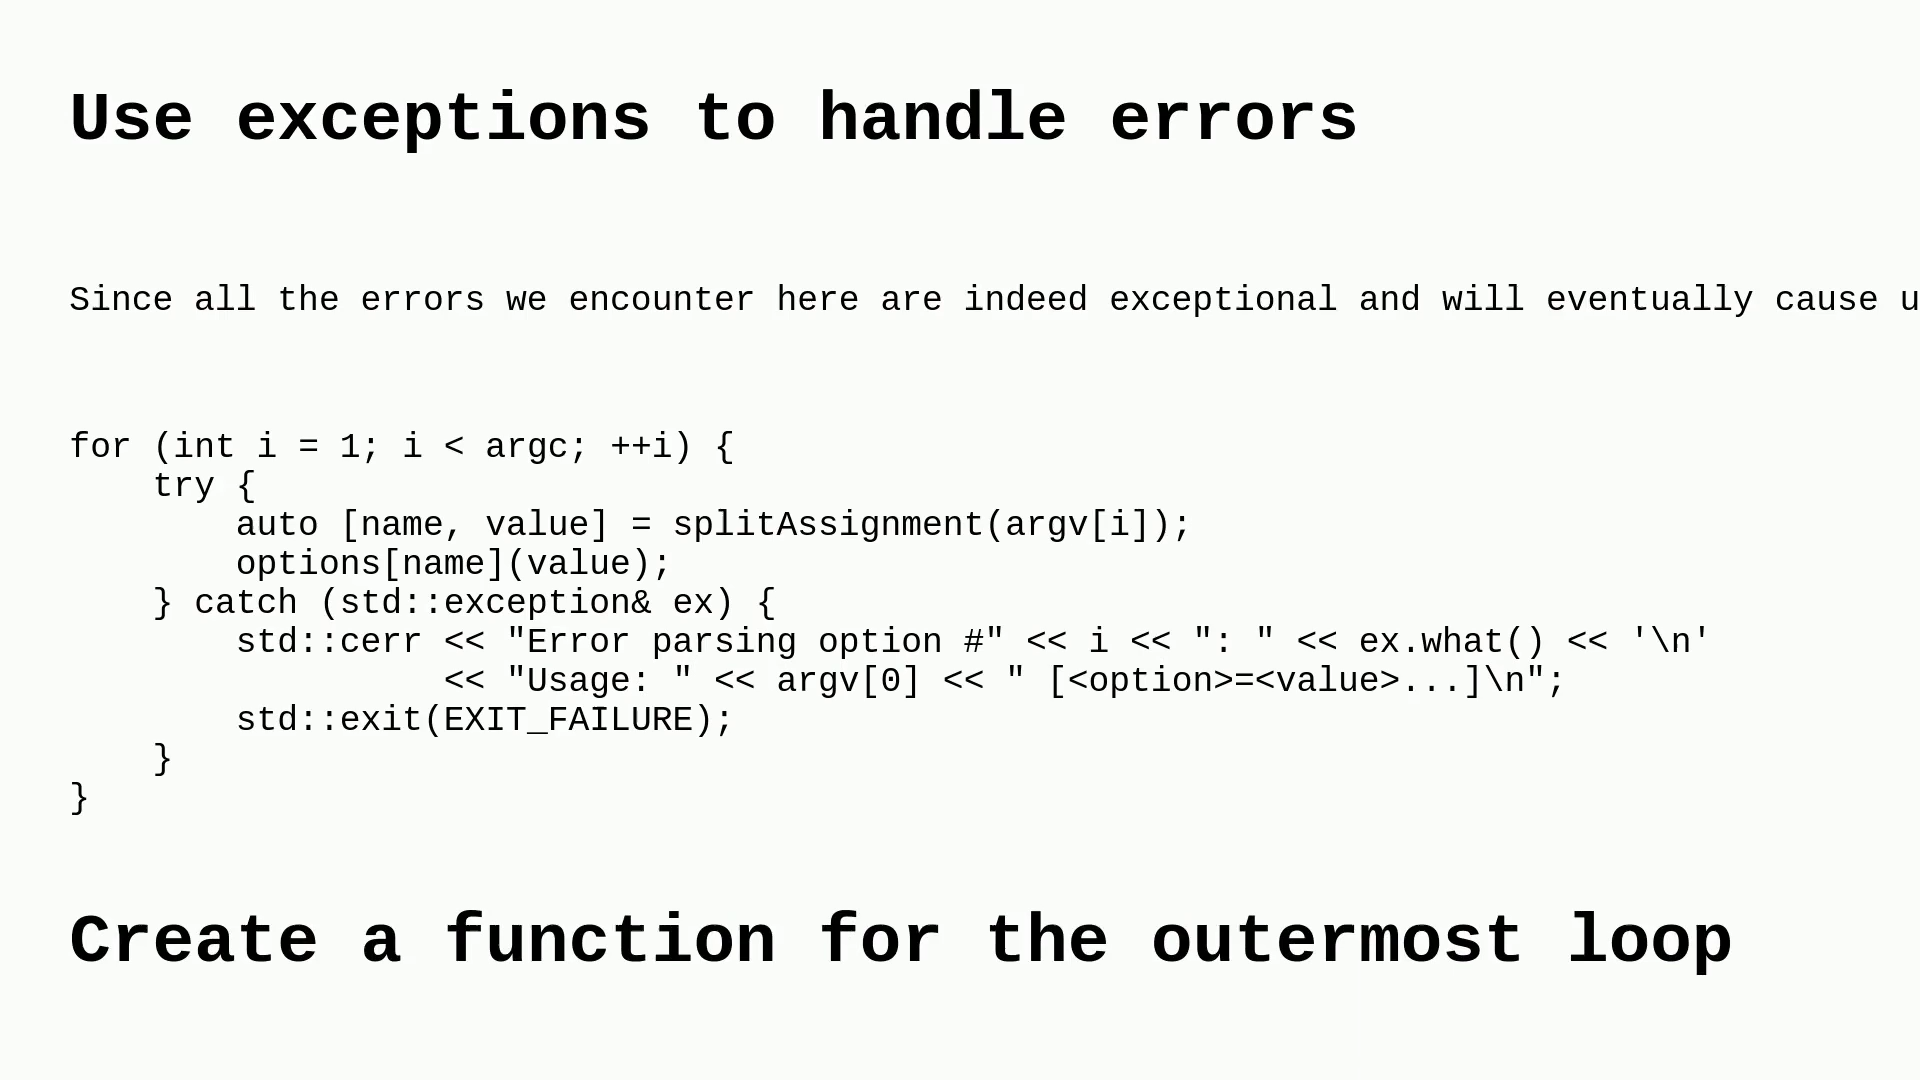 Use exceptions to handle errors
Since all the errors we encounter here are indeed exceptional and will eventually cause u
for (int i = 1; i < argc; ++i) {
    try {
        auto [name, value] = splitAssignment(argv[i]);
        options[name](value);
    } catch (std::exception& ex) {
        std::cerr << "Error parsing option #" << i << ": " << ex.what() << '\n'
                  << "Usage: " << argv[0] << " [<option>=<value>...]\n";
        std::exit(EXIT_FAILURE);
    }
}
Create a function for the outermost loop